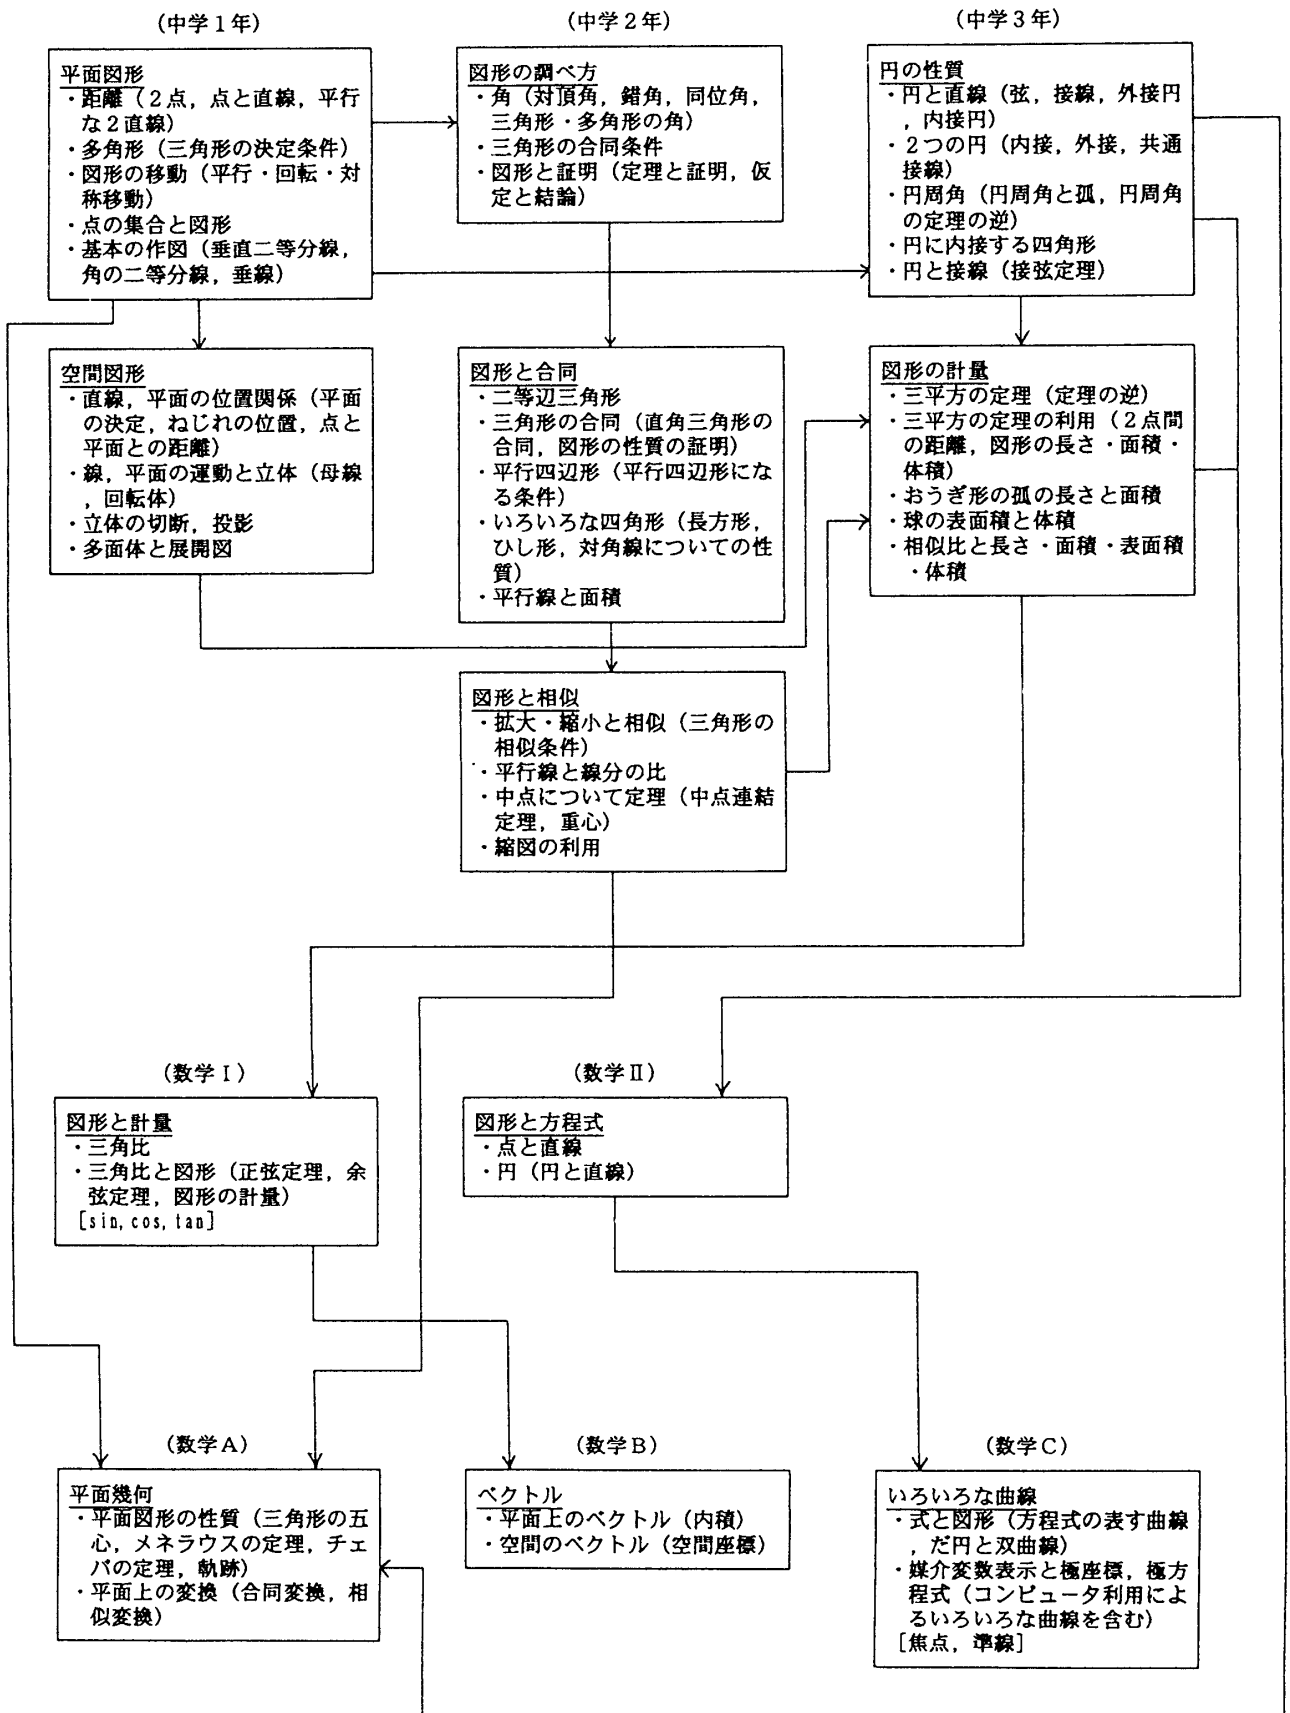 (中学1年)
平面図形
・距離(2点,点と直線,平行
な2直線)
・多角形(三角形の決定条件)
・図形の移動(平行・回転・対
称移動)
・点の集合と図形
・基本の作図(垂直二等分線,
角の二等分線,垂線)
空間図形
・直線,平面の位置関係(平面
の決定,ねじれの位置,点と
平面との距離)
・線,平面の運動と立体(母線
,回転体)
・立体の切断,投影
・多面体と展開図
(中学2年)
図形の調べ方
・角(対頂角,錯角,同位角,
三角形・多角形の角)
・三角形の合同条件
・図形と証明(定理と証明,仮
定と結論)
図形と合同
・二等辺三角形
・三角形の合同(直角三角形の
合同,図形の性質の証明)
・平行四辺形(平行四辺形にな
る条件)
・いろいろな四角形(長方形,
ひし形,対角線についての性
質)
・平行線と面積
図形と相似
・拡大・縮小と相似(三角形の
相似条件)
・平行線と線分の比
・中点について定理(中点連結
定理,重心)
・縮図の利用
(中学3年)
円の性質
・円と直線(弦,接線,外接円
,内接円)
・2つの円(内接,外接,共通
接線)
・円周角(円周角と孤,円周角
の定理の逆)
・円に内接する四角形
・円と接線(接弦定理)
図形の計量
・三平方の定理(定理の逆)
・三平方の定理の利用(2点間
の距離,図形の長さ・面積・
体積)
・おうぎ形の孤の長さと面積
・球の表面積と体積
・相似比と長さ・面積・表面積
・体積
(数学Ⅰ)
図形と計量
・三角比
・三角比と図形(正弦定理,余
弦定理,図形の計量)
[sin,cos,tan]
(数学Ⅱ)
図形と方程式
・点と直線
・円(円と直線)
(数学A)
平面幾何
・平面図形の性質(三角形の五
心,メネラウスの定理,チェ
バの定理,軌跡)
・平面上の変換(合同変換,相
似変換)
(数学B)
ベクトル
・平面上のベクトル(内積)
・空間のベクトル(空間座標)
(数学C)
いろいろな曲線
・式と図形(方程式の表す曲線
,だ円と双曲線)
・媒介変数表示と極座標,極方
程式(コンピュータ利用によ
るいろいろな曲線を含む)
[焦点,準線]